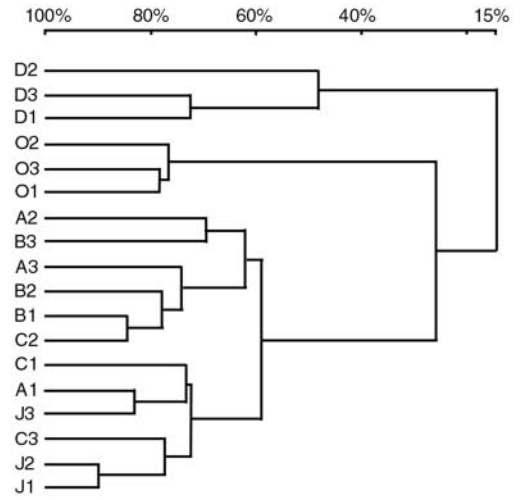 100% 80% 60% 40% 15%
D2
D3
D1
O2
O3
O1
A2
B3
A3
B2
B1
C2
C1
A1
J3
C3
J2
J1